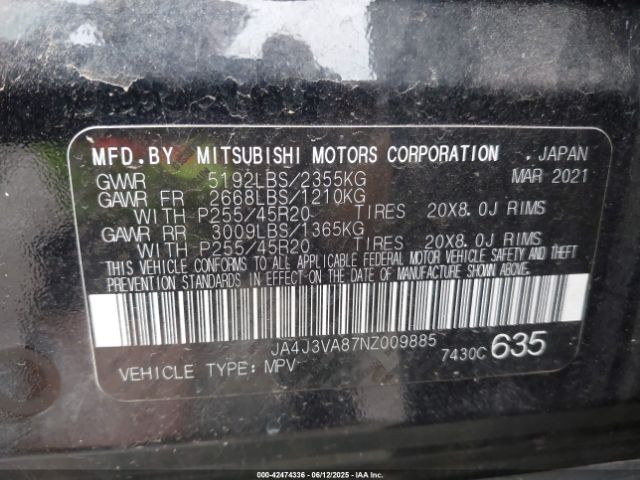 MFD.BY MITSUBISHI MOTORS CORPORATION , JAPAN
GVWR 5192LBS/2355KG MAR 2021
GAWR FR 2668LBS/1210KG
WITH P255/45R20 TIRES 20X8.0J RIMS
GAWR RR 3009LBS/1365KG
WITH P255/45R20 TIRES 20X8.0J RIMS
THIS VEHICLE CONFORMS TO ALL APPLICABLE FEDERAL MOTOR VEHICLE SAFETY AND THEFT
PREVENTION STANDARDS IN EFFECT ON THE DATE OF MANUFACTURE SHOWN ABOVE.
JA4J3VA87NZ009885
VEHICLE TYPE: MPV 7430C 635
000-42474336 - 06/12/2025 - IAA Inc.